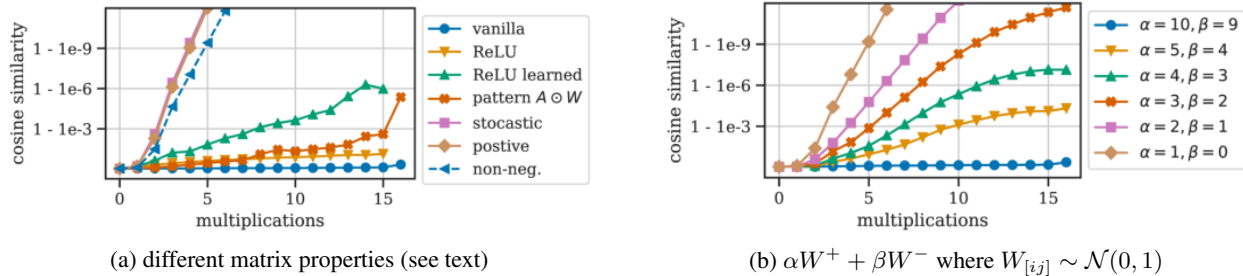 1 - 1e-9
1 - 1e-6
1 - 1e-3
cosine similarity
0 5 10 15
multiplications
vanilla
ReLU
ReLU learned
pattern A ⊙ W
stocastic
postive
non-neg.
(a) different matrix properties (see text)
1 - 1e-9
1 - 1e-6
1 - 1e-3
cosine similarity
0 5 10 15
multiplications
α = 10, β = 9
α = 5, β = 4
α = 4, β = 3
α = 3, β = 2
α = 2, β = 1
α = 1, β = 0
(b) αW⁺ + βW⁻ where W[ij] ∼ 𝒩(0, 1)